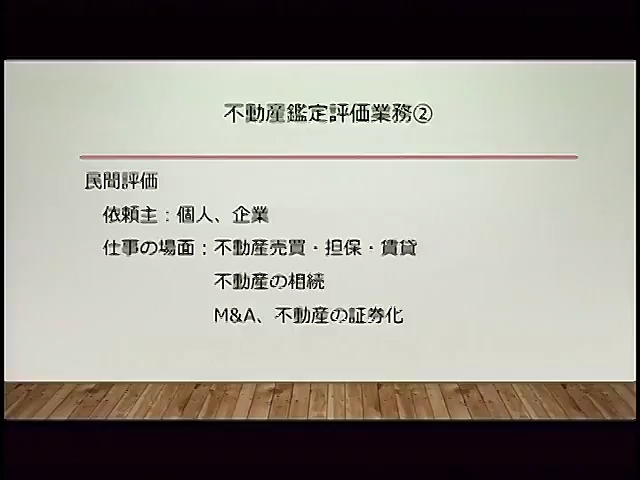 不動産鑑定評価業務②
民間評価
依頼主：個人、企業
仕事の場面：不動産売買・担保・賃貸
不動産の相続
M&A、不動産の証券化